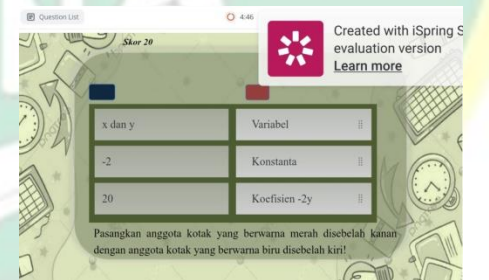 Question List
4:46
Created with iSpring S
evaluation version
Learn more
Skor 20
x dan y
Variabel
-2
Konstanta
20
Koefisien -2y
Pasangkan anggota kotak yang berwarna merah disebelah kanan
dengan anggota kotak yang berwarna biru disebelah kiri!